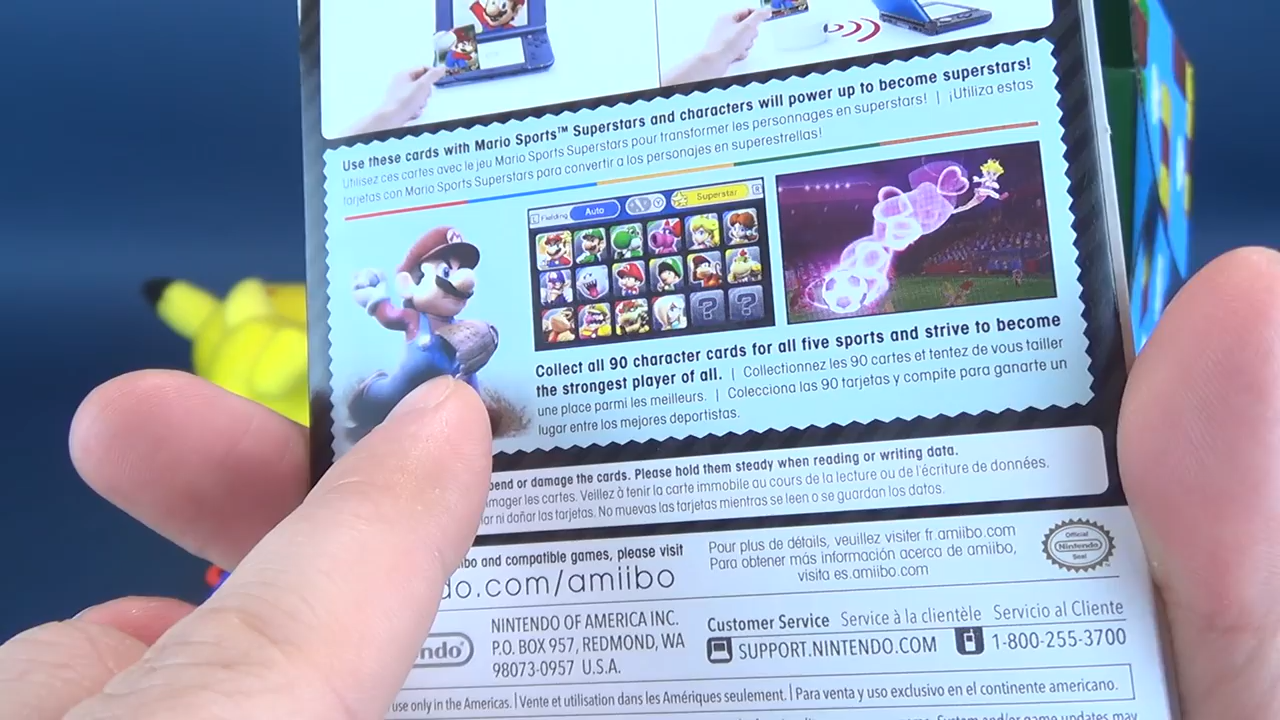 Use these cards with Mario Sports™ Superstars and characters will power up to become superstars!
Utilisez ces cartes avec le jeu Mario Sports Superstars pour transformer les personnages en superstars! | ¡Utiliza estas
tarjetas con Mario Sports Superstars para convertir a los personajes en superestrellas!
L Fielding Auto Y Superstar R
? ?
Collect all 90 character cards for all five sports and strive to become
the strongest player of all. | Collectionnez les 90 cartes et tentez de vous tailler
une place parmi les meilleurs. | Colecciona las 90 tarjetas y compite para ganarte un
lugar entre los mejores deportistas.
or damage the cards. Please hold them steady when reading or writing data.
les cartes. Veillez à tenir la carte immobile au cours de la lecture ou de l'écriture de données.
ni dañar las tarjetas. No muevas las tarjetas mientras se leen o se guardan los datos.
and compatible games, please visit
do.com/amiibo
Pour plus de détails, veuillez visiter fr.amiibo.com
Para obtener más información acerca de amiibo,
visita es.amiibo.com
Official
Nintendo
Seal
ndo
NINTENDO OF AMERICA INC.
P.O. BOX 957, REDMOND, WA
98073-0957 U.S.A.
Customer Service Service à la clientèle Servicio al Cliente
SUPPORT.NINTENDO.COM 1-800-255-3700
use only in the Americas. | Vente et utilisation dans les Amériques seulement. | Para venta y uso exclusivo en el continente americano.
System and/or game updates may